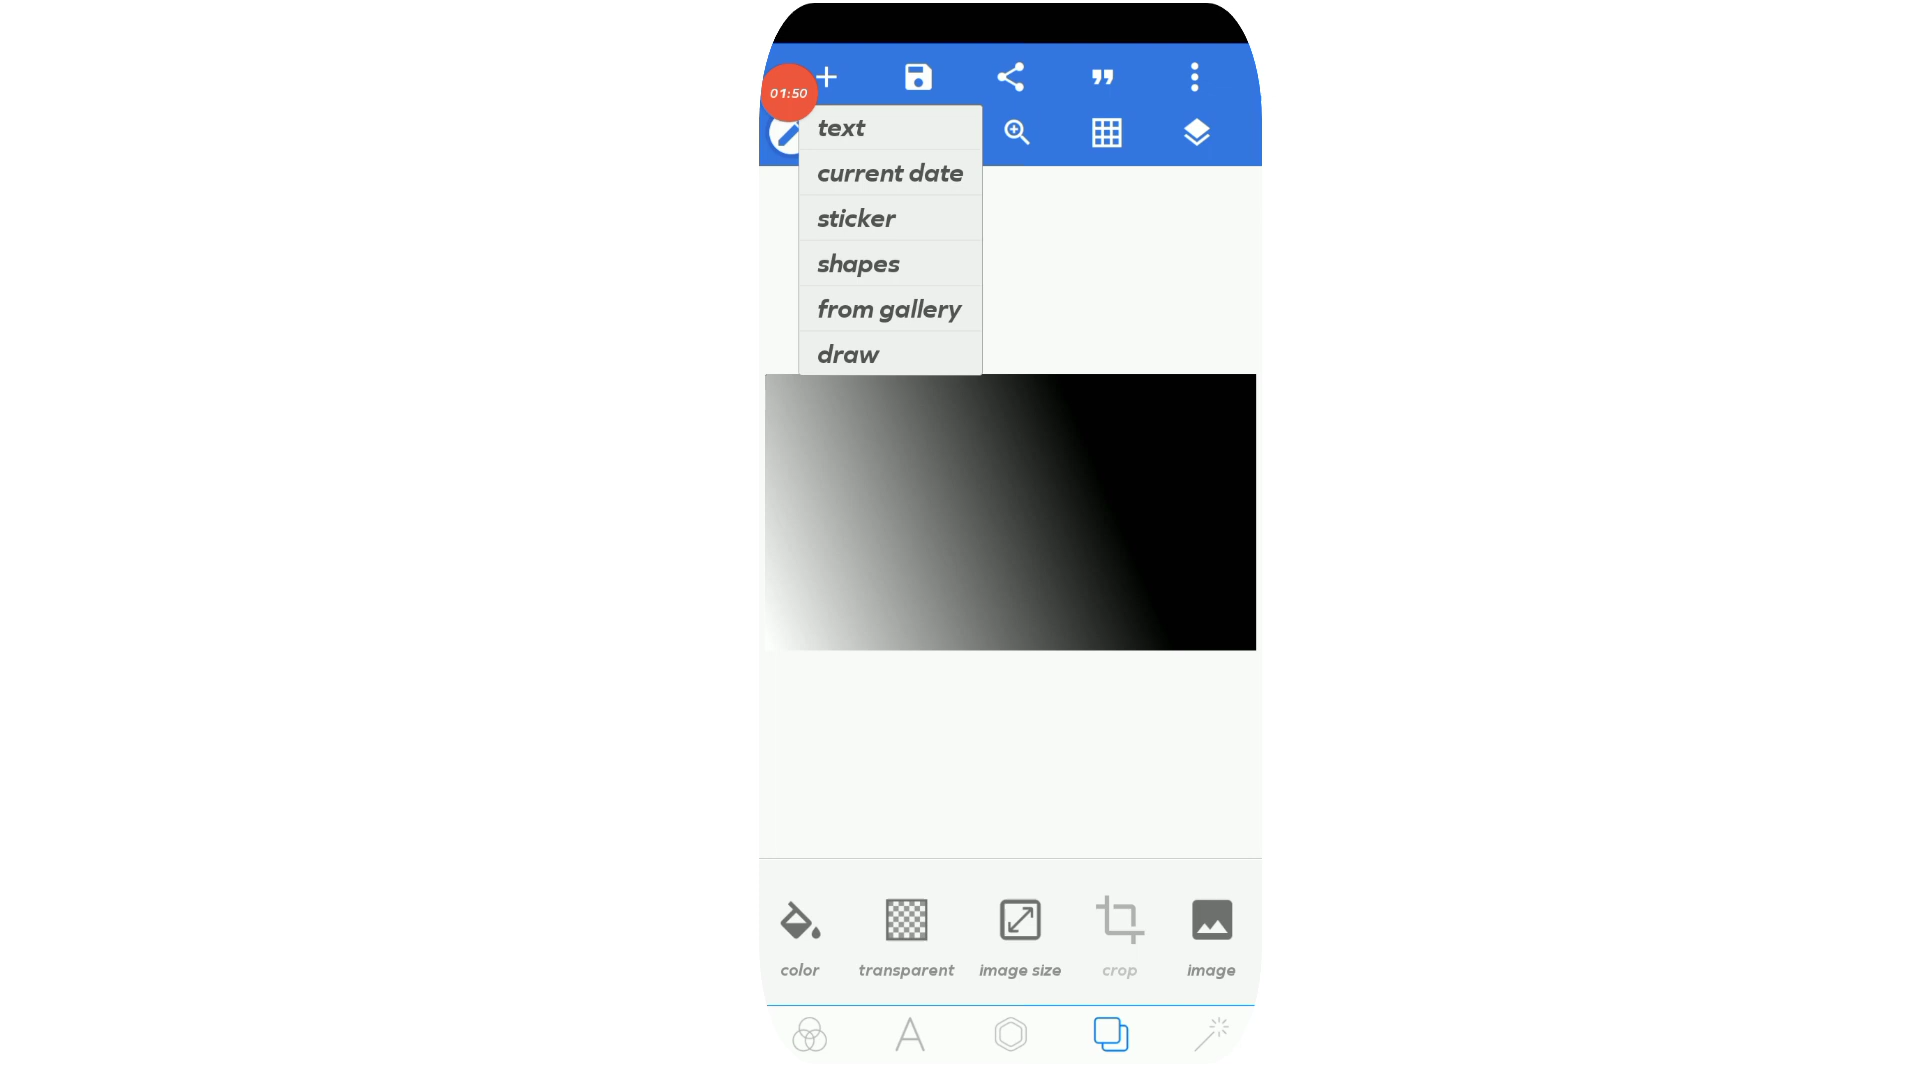 01:50
text
current date
sticker
shapes
from gallery
draw
color
transparent
image size
crop
image